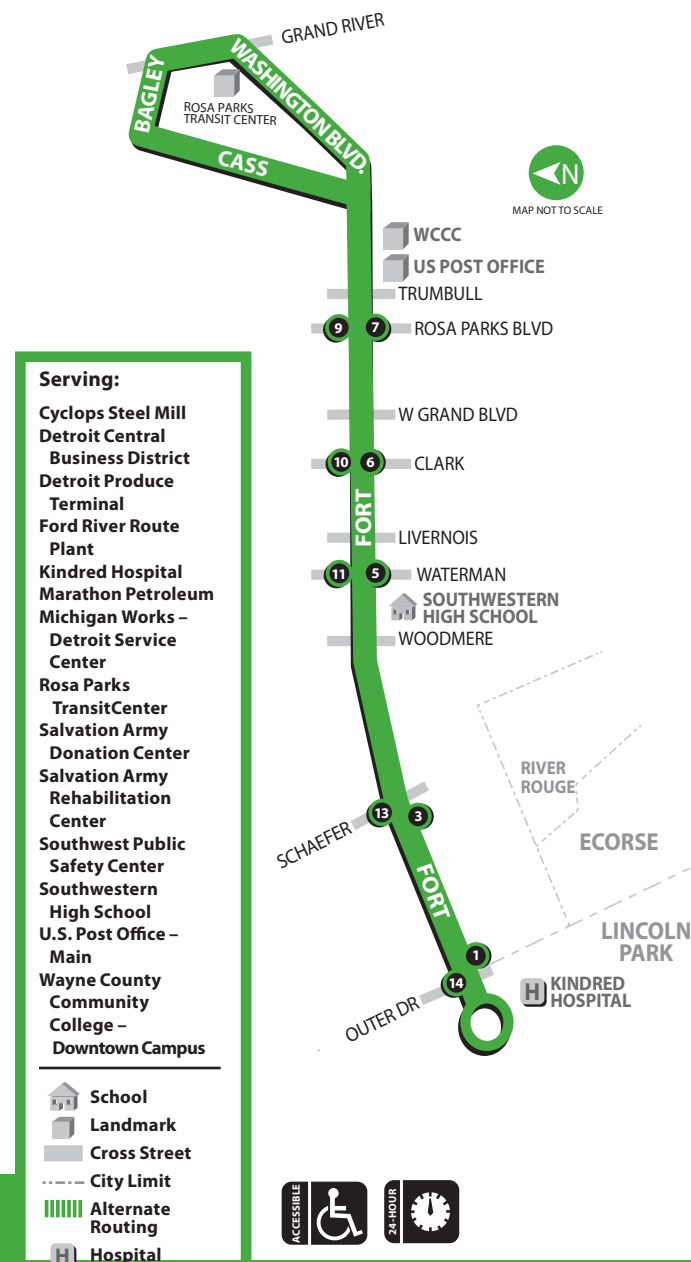 GRAND RIVER
WASHINGTON BLVD.
BAGLEY
ROSA PARKS
TRANSIT CENTER
CASS
N
MAP NOT TO SCALE
WCCC
US POST OFFICE
TRUMBULL
9
7
ROSA PARKS BLVD
W GRAND BLVD
10
6
CLARK
FORT
LIVERNOIS
11
5
WATERMAN
SOUTHWESTERN
HIGH SCHOOL
WOODMERE
RIVER
ROUGE
13
3
SCHAEFER
ECORSE
FORT
LINCOLN
PARK
1
14
KINDRED
HOSPITAL
H
OUTER DR
Serving:
Cyclops Steel Mill
Detroit Central
Business District
Detroit Produce
Terminal
Ford River Route
Plant
Kindred Hospital
Marathon Petroleum
Michigan Works –
Detroit Service
Center
Rosa Parks
TransitCenter
Salvation Army
Donation Center
Salvation Army
Rehabilitation
Center
Southwest Public
Safety Center
Southwestern
High School
U.S. Post Office –
Main
Wayne County
Community
College –
Downtown Campus
School
Landmark
Cross Street
City Limit
Alternate
Routing
H Hospital
ACCESSIBLE
24-HOUR